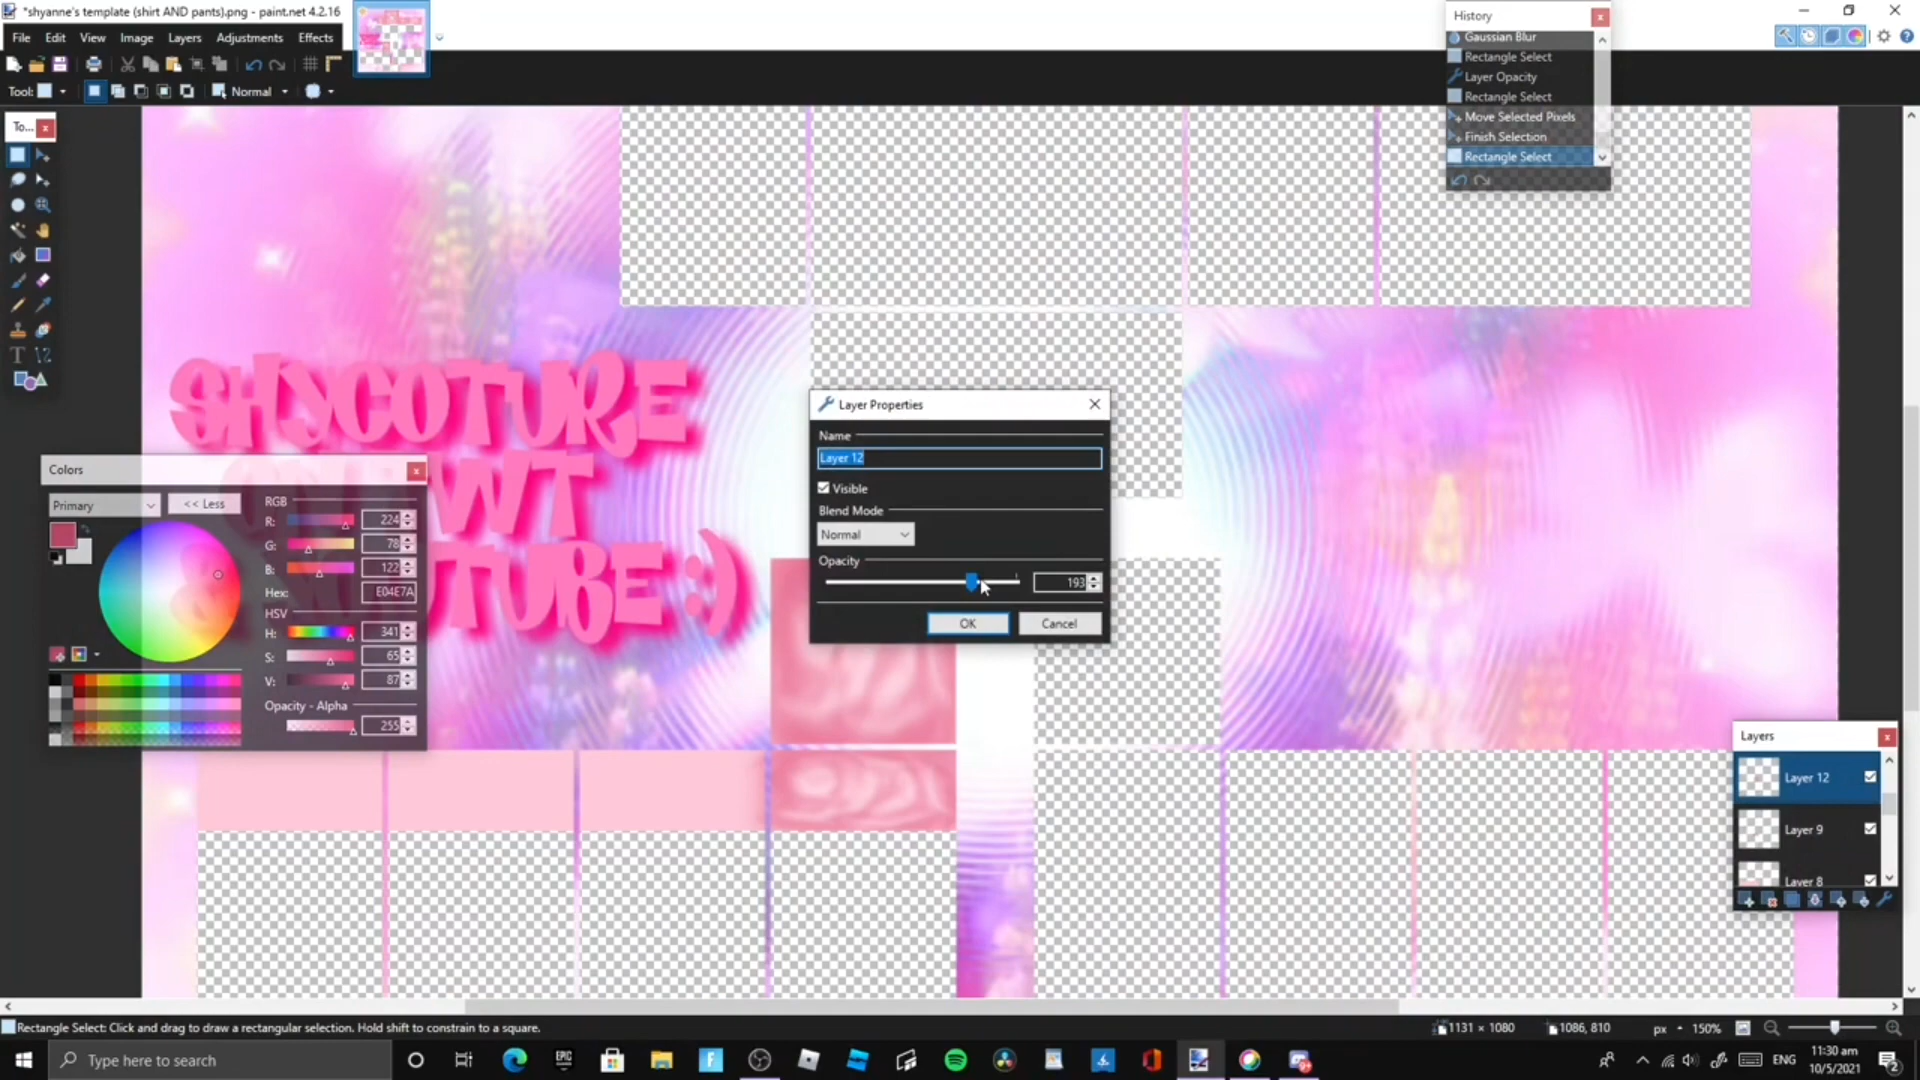 *shyanne's template (shirt AND pants).png - paint.net 4.2.16
File Edit View Image Layers Adjustments Effects
Tool: Normal
To...
History
Gaussian Blur
Rectangle Select
Layer Opacity
Rectangle Select
Move Selected Pixels
Finish Selection
Rectangle Select
SHYCOTURE
Colors
Primary
<< Less
RGB
R: 224
G: 78
B: 122
Hex: E04E7A
HSV
H: 341
S: 65
V: 87
Opacity - Alpha
255
Layer Properties
Name
Layer 12
Visible
Blend Mode
Normal
Opacity
193
OK Cancel
Layers
Layer 12
Layer 9
Layer 8
Rectangle Select: Click and drag to draw a rectangular selection. Hold shift to constrain to a square.
1131 × 1080
1086, 810
px
150%
Type here to search
EPIC
ENG
11:30 am
10/5/2021